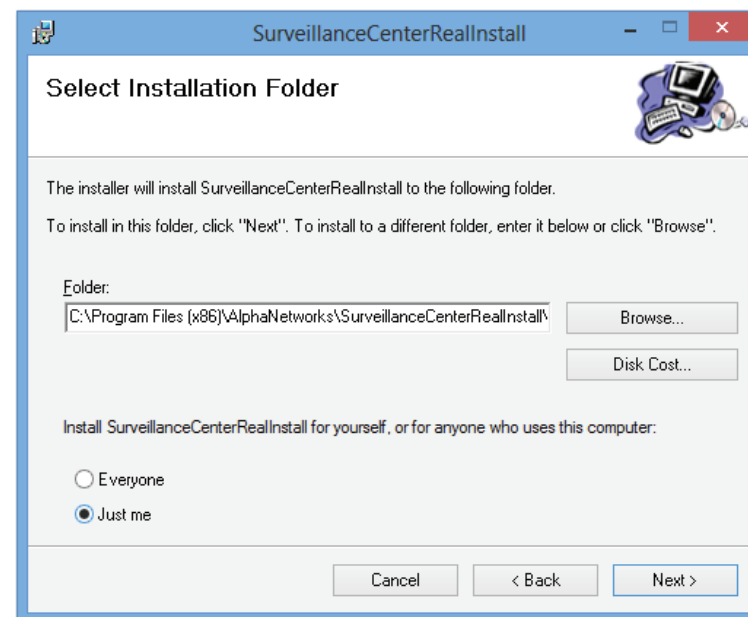 SurveillanceCenterRealInstall
Select Installation Folder
The installer will install SurveillanceCenterRealInstall to the following folder.
To install in this folder, click "Next". To install to a different folder, enter it below or click "Browse".
Folder:
C:\Program Files (x86)\AlphaNetworks\SurveillanceCenterRealInstall\
Browse...
Disk Cost...
Install SurveillanceCenterRealInstall for yourself, or for anyone who uses this computer:
Everyone
Just me
Cancel
< Back
Next >